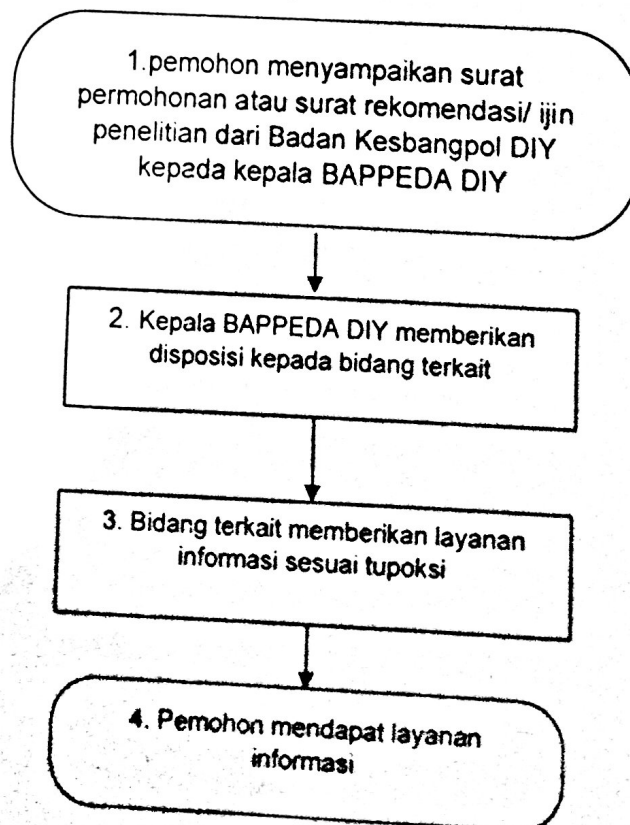 1.pemohon menyampaikan surat
permohonan atau surat rekomendasi/ ijin
penelitian dari Badan Kesbangpol DIY
kepada kepala BAPPEDA DIY
2. Kepala BAPPEDA DIY memberikan
disposisi kepada bidang terkait
3. Bidang terkait memberikan layanan
informasi sesuai tupoksi
4. Pemohon mendapat layanan
informasi